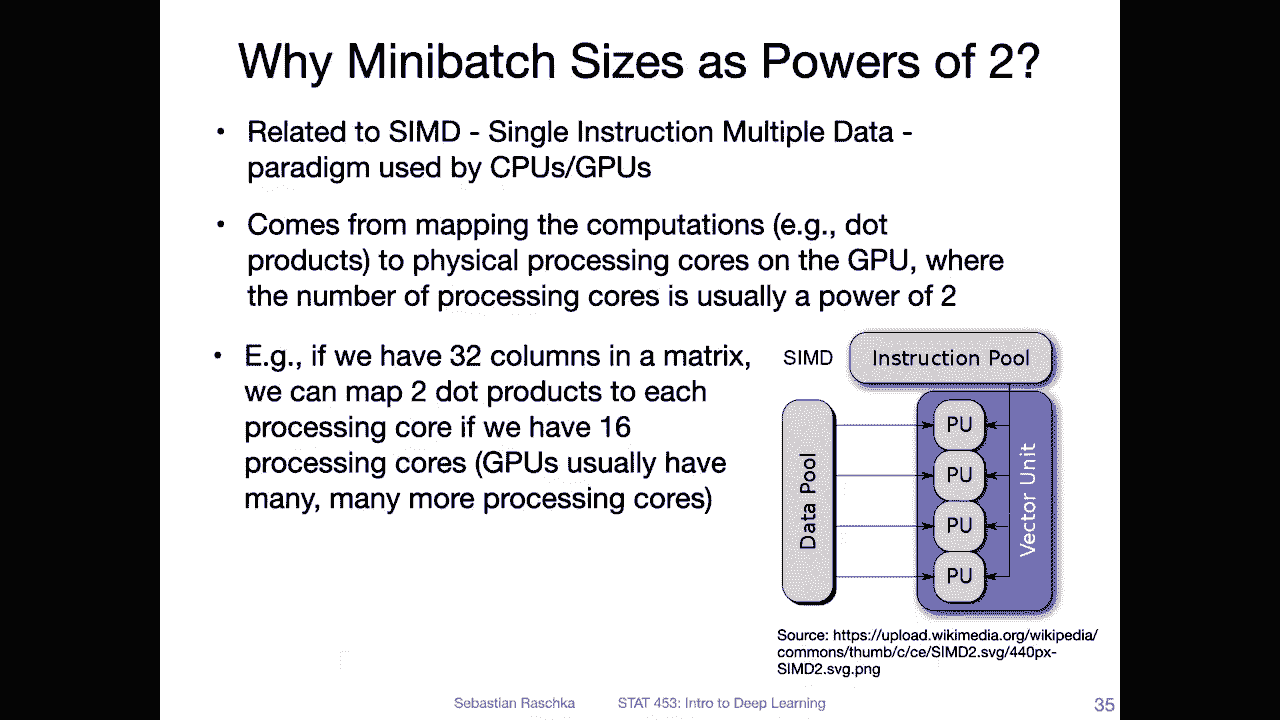 Why Minibatch Sizes as Powers of 2?
• Related to SIMD - Single Instruction Multiple Data -
paradigm used by CPUs/GPUs
• Comes from mapping the computations (e.g., dot
products) to physical processing cores on the GPU, where
the number of processing cores is usually a power of 2
• E.g., if we have 32 columns in a matrix,
we can map 2 dot products to each
processing core if we have 16
processing cores (GPUs usually have
many, many more processing cores)
SIMD
Instruction Pool
Data Pool
PU
PU
PU
PU
Vector Unit
Source: https://upload.wikimedia.org/wikipedia/
commons/thumb/c/ce/SIMD2.svg/440px-
SIMD2.svg.png
Sebastian Raschka STAT 453: Intro to Deep Learning 35